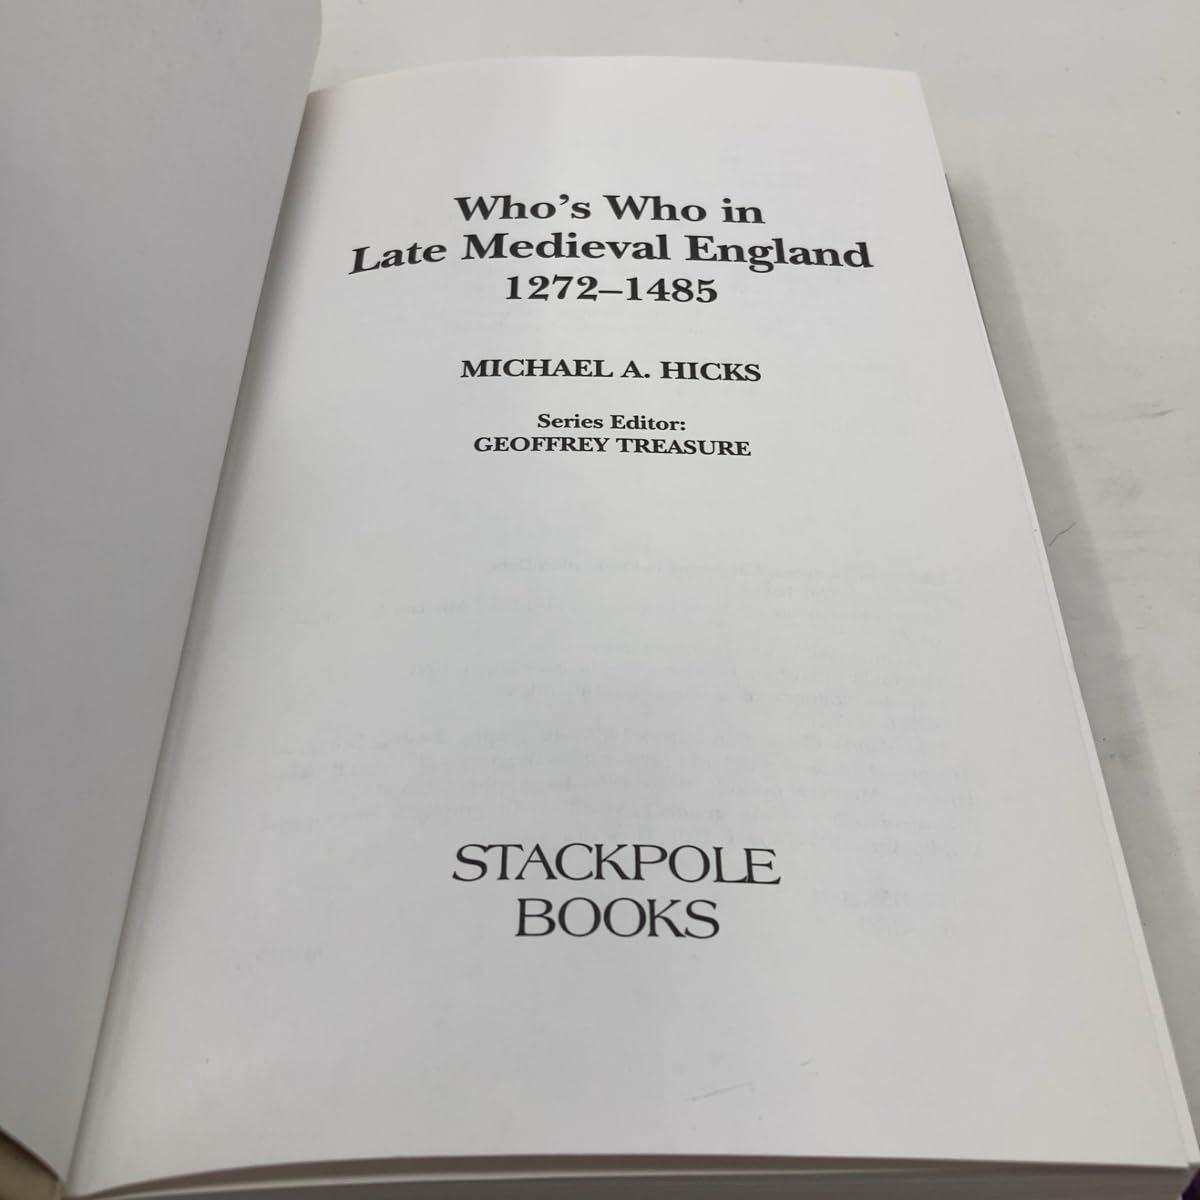 Who's Who in
Late Medieval England
1272–1485
MICHAEL A. HICKS
Series Editor:
GEOFFREY TREASURE
STACKPOLE
BOOKS